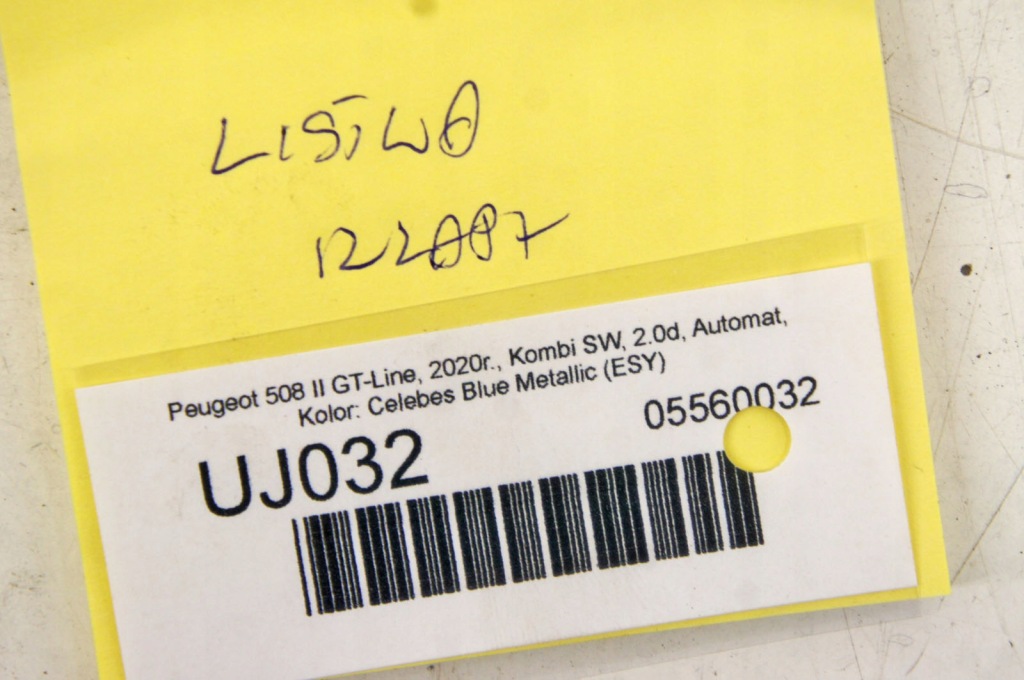 LISTWA
Peugeot 508 II GT-Line, 2020r., Kombi SW, 2.0d, Automat,
Kolor: Celebes Blue Metallic (ESY)
05560032
UJ032